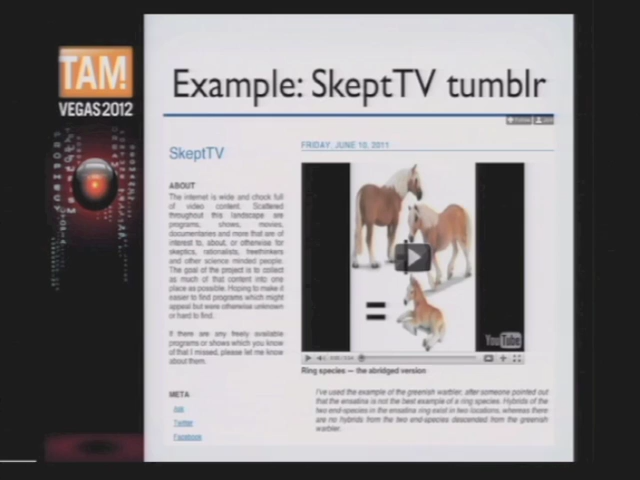 TAM!
VEGAS 2012
Example: SkeptTV tumblr
SkeptTV
ABOUT
The internet is wide and chock full
of video content. Scattered
throughout this landscape are
programs, shows, movies,
documentaries and more that are of
interest to, about, or otherwise for
skeptics, rationalists, freethinkers
and other science minded people.
The goal of the project is to collect
as much of that content into one
place as possible. Hoping to make it
easier to find programs which might
appeal but were otherwise unknown
or hard to find.
If there are any freely available
programs or shows which you know
of that I missed, please let me know
about them.
META
Twitter
Facebook
FRIDAY, JUNE 10, 2011
=
YouTube
Ring species — the abridged version
I've used the example of the greenish warbler, after someone pointed out
that the ensatina is not the best example of a ring species. Hybrids of the
two end-species in the ensatina ring exist in two locations, whereas there
are no hybrids from the two end-species descended from the greenish
warbler.